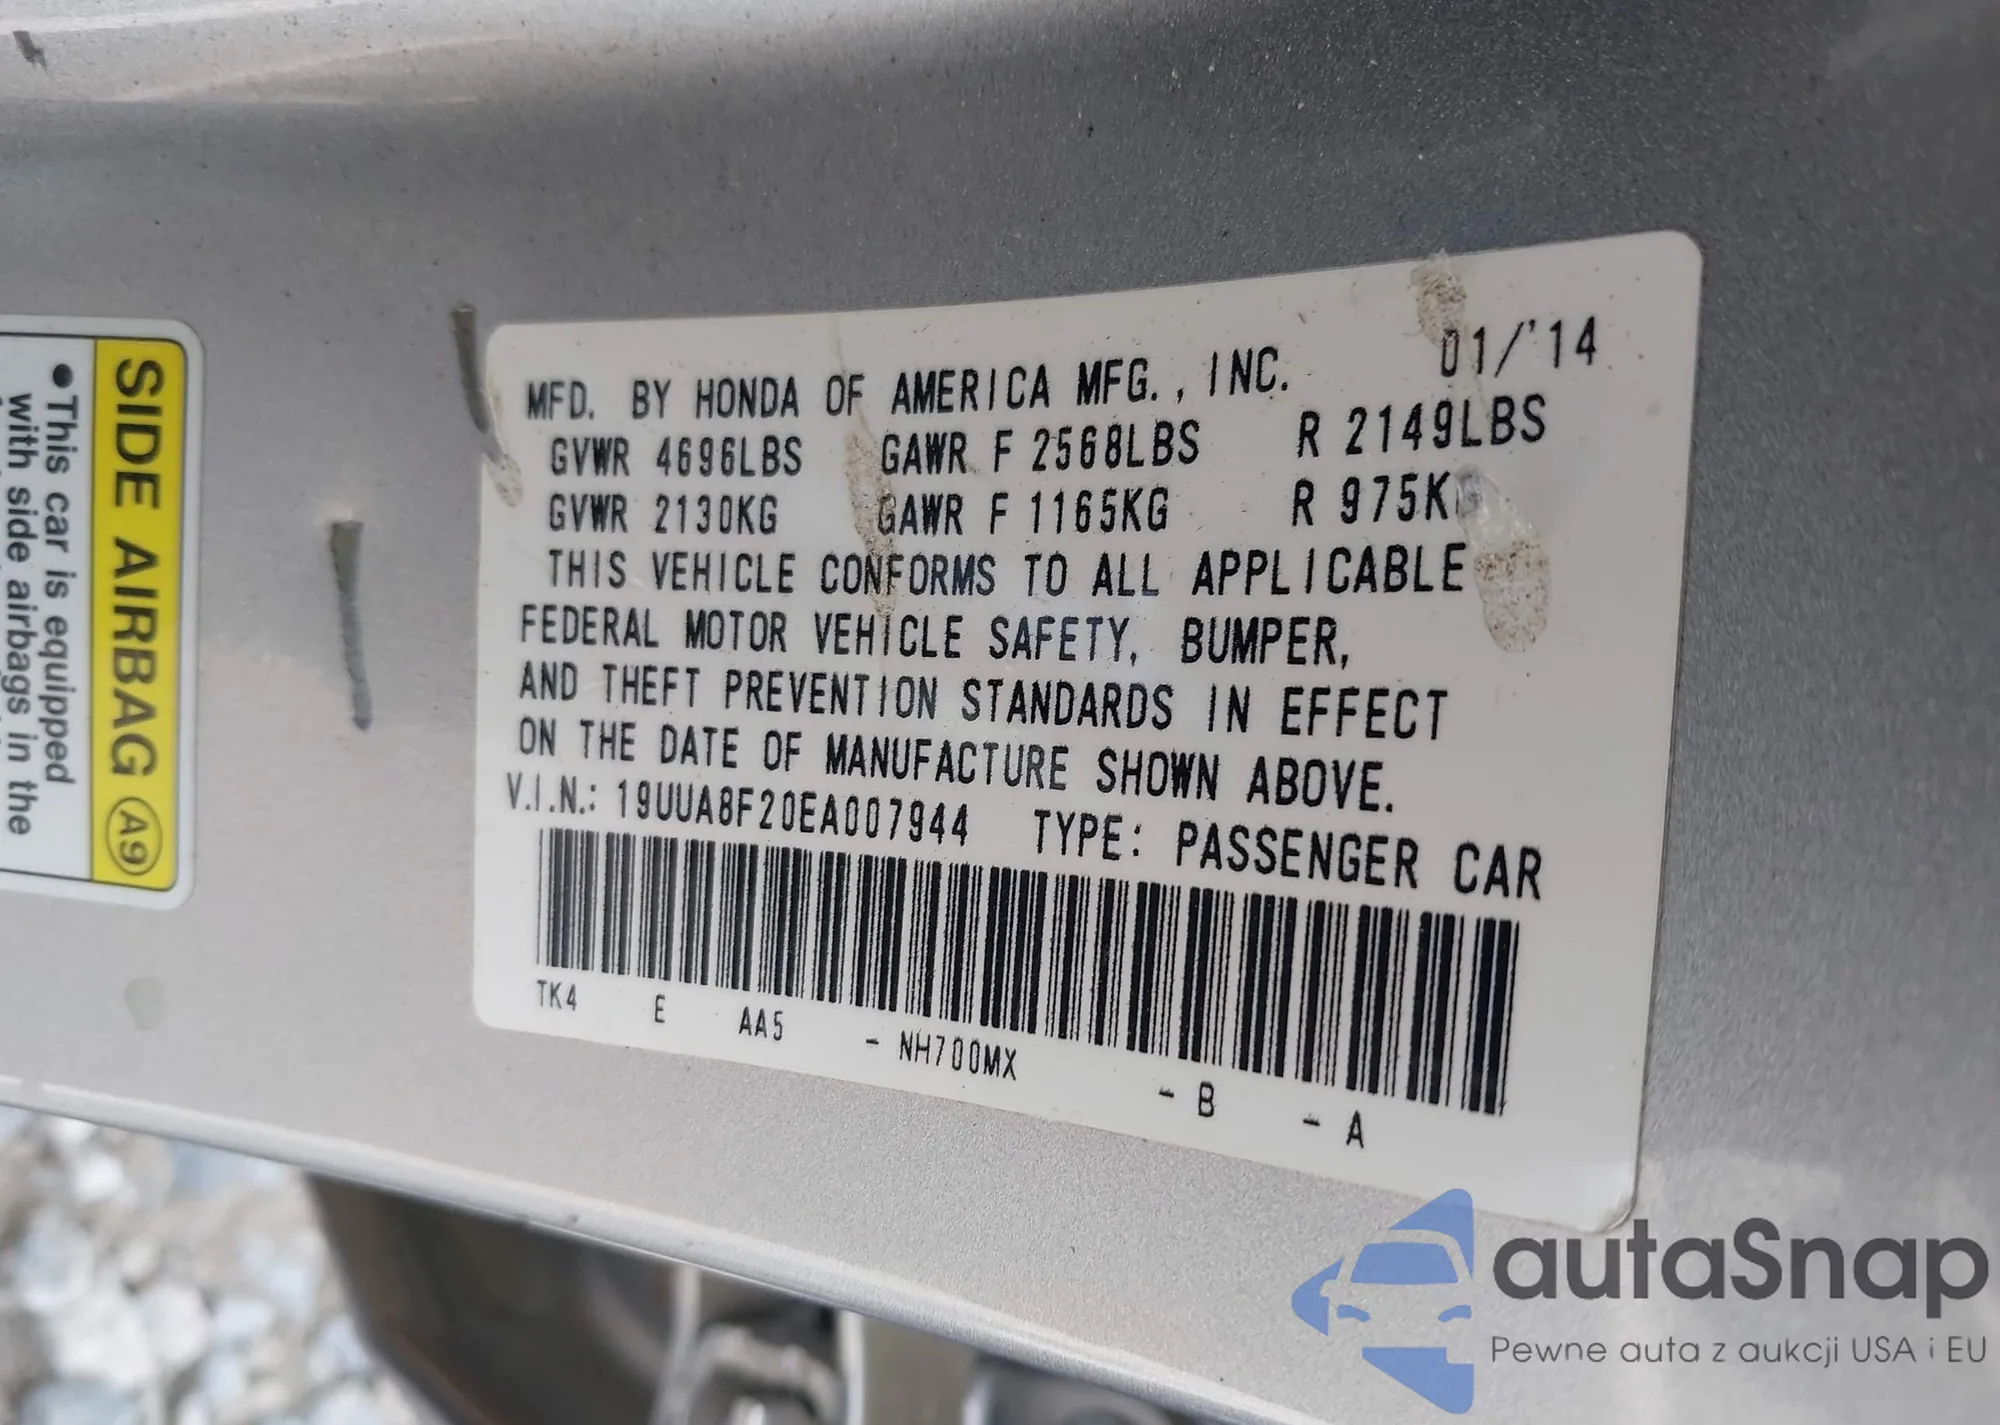 SIDE AIRBAG A9
●This car is equipped
with side airbags in the
MFD. BY HONDA OF AMERICA MFG., INC. 01/'14
GVWR 4696LBS GAWR F 2568LBS R 2149LBS
GVWR 2130KG GAWR F 1165KG R 975KG
THIS VEHICLE CONFORMS TO ALL APPLICABLE
FEDERAL MOTOR VEHICLE SAFETY, BUMPER,
AND THEFT PREVENTION STANDARDS IN EFFECT
ON THE DATE OF MANUFACTURE SHOWN ABOVE.
V.I.N.: 19UUA8F20EA007944 TYPE: PASSENGER CAR
TK4 E AA5 - NH700MX - B - A
autaSnap
Pewne auta z aukcji USA i EU